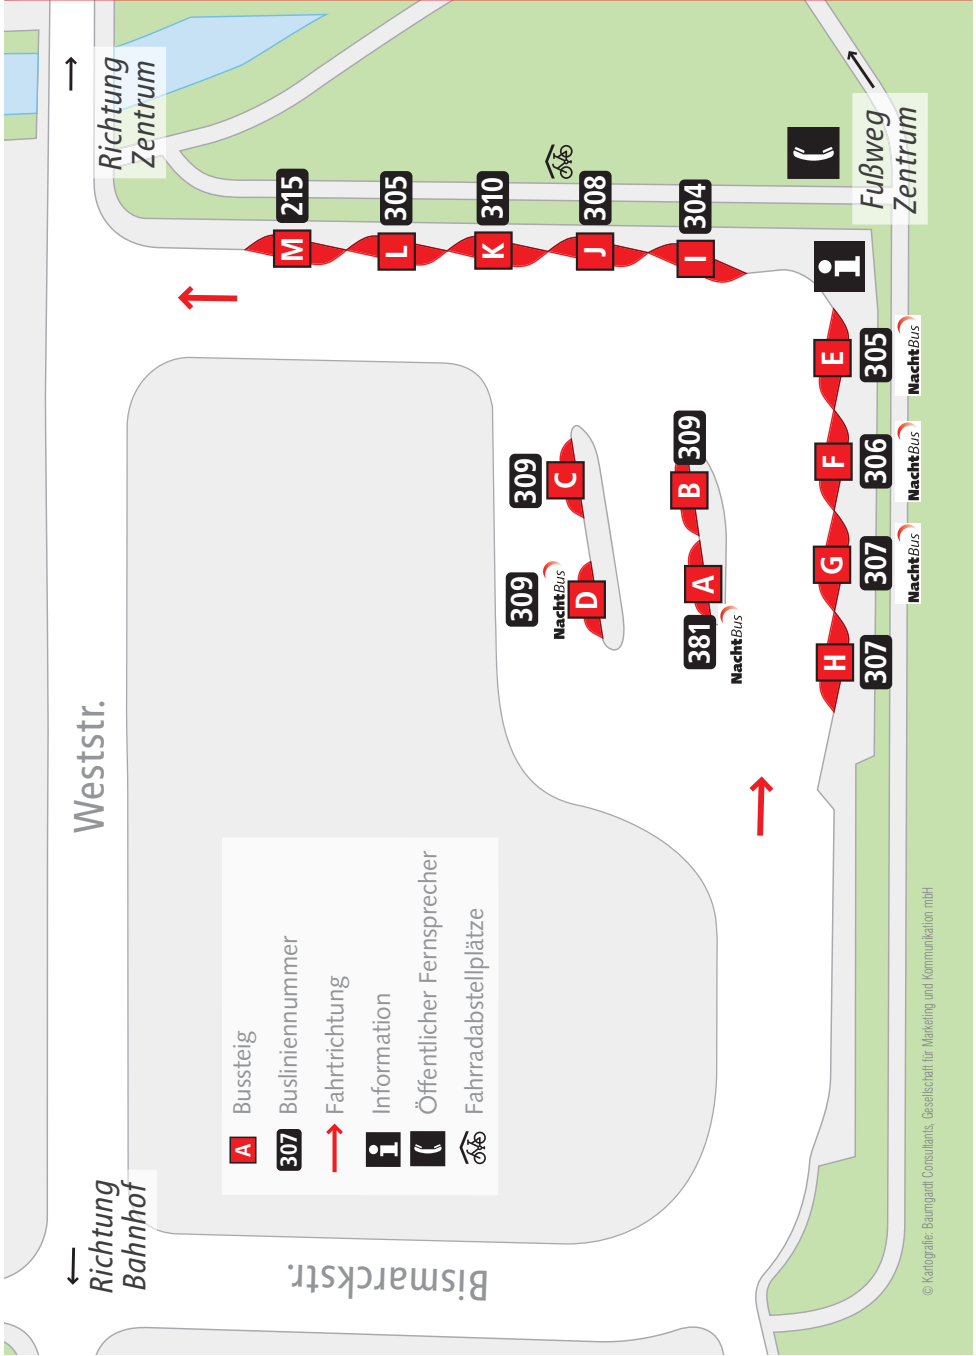 Richtung
Bahnhof
Weststr.
Richtung
Zentrum
Bismarckstr.
A Bussteig
307 Busliniennummer
Fahrtrichtung
i Information
Öffentlicher Fernsprecher
Fahrradabstellplätze
M 215
L 305
K 310
J 308
I 304
309 C
309 D
NachtBus
B 309
381 A
NachtBus
i
H 307
G 307
NachtBus
F 306
NachtBus
E 305
NachtBus
Fußweg
Zentrum
© Kartografie: Baumgardt Consultants, Gesellschaft für Marketing und Kommunikation mbH